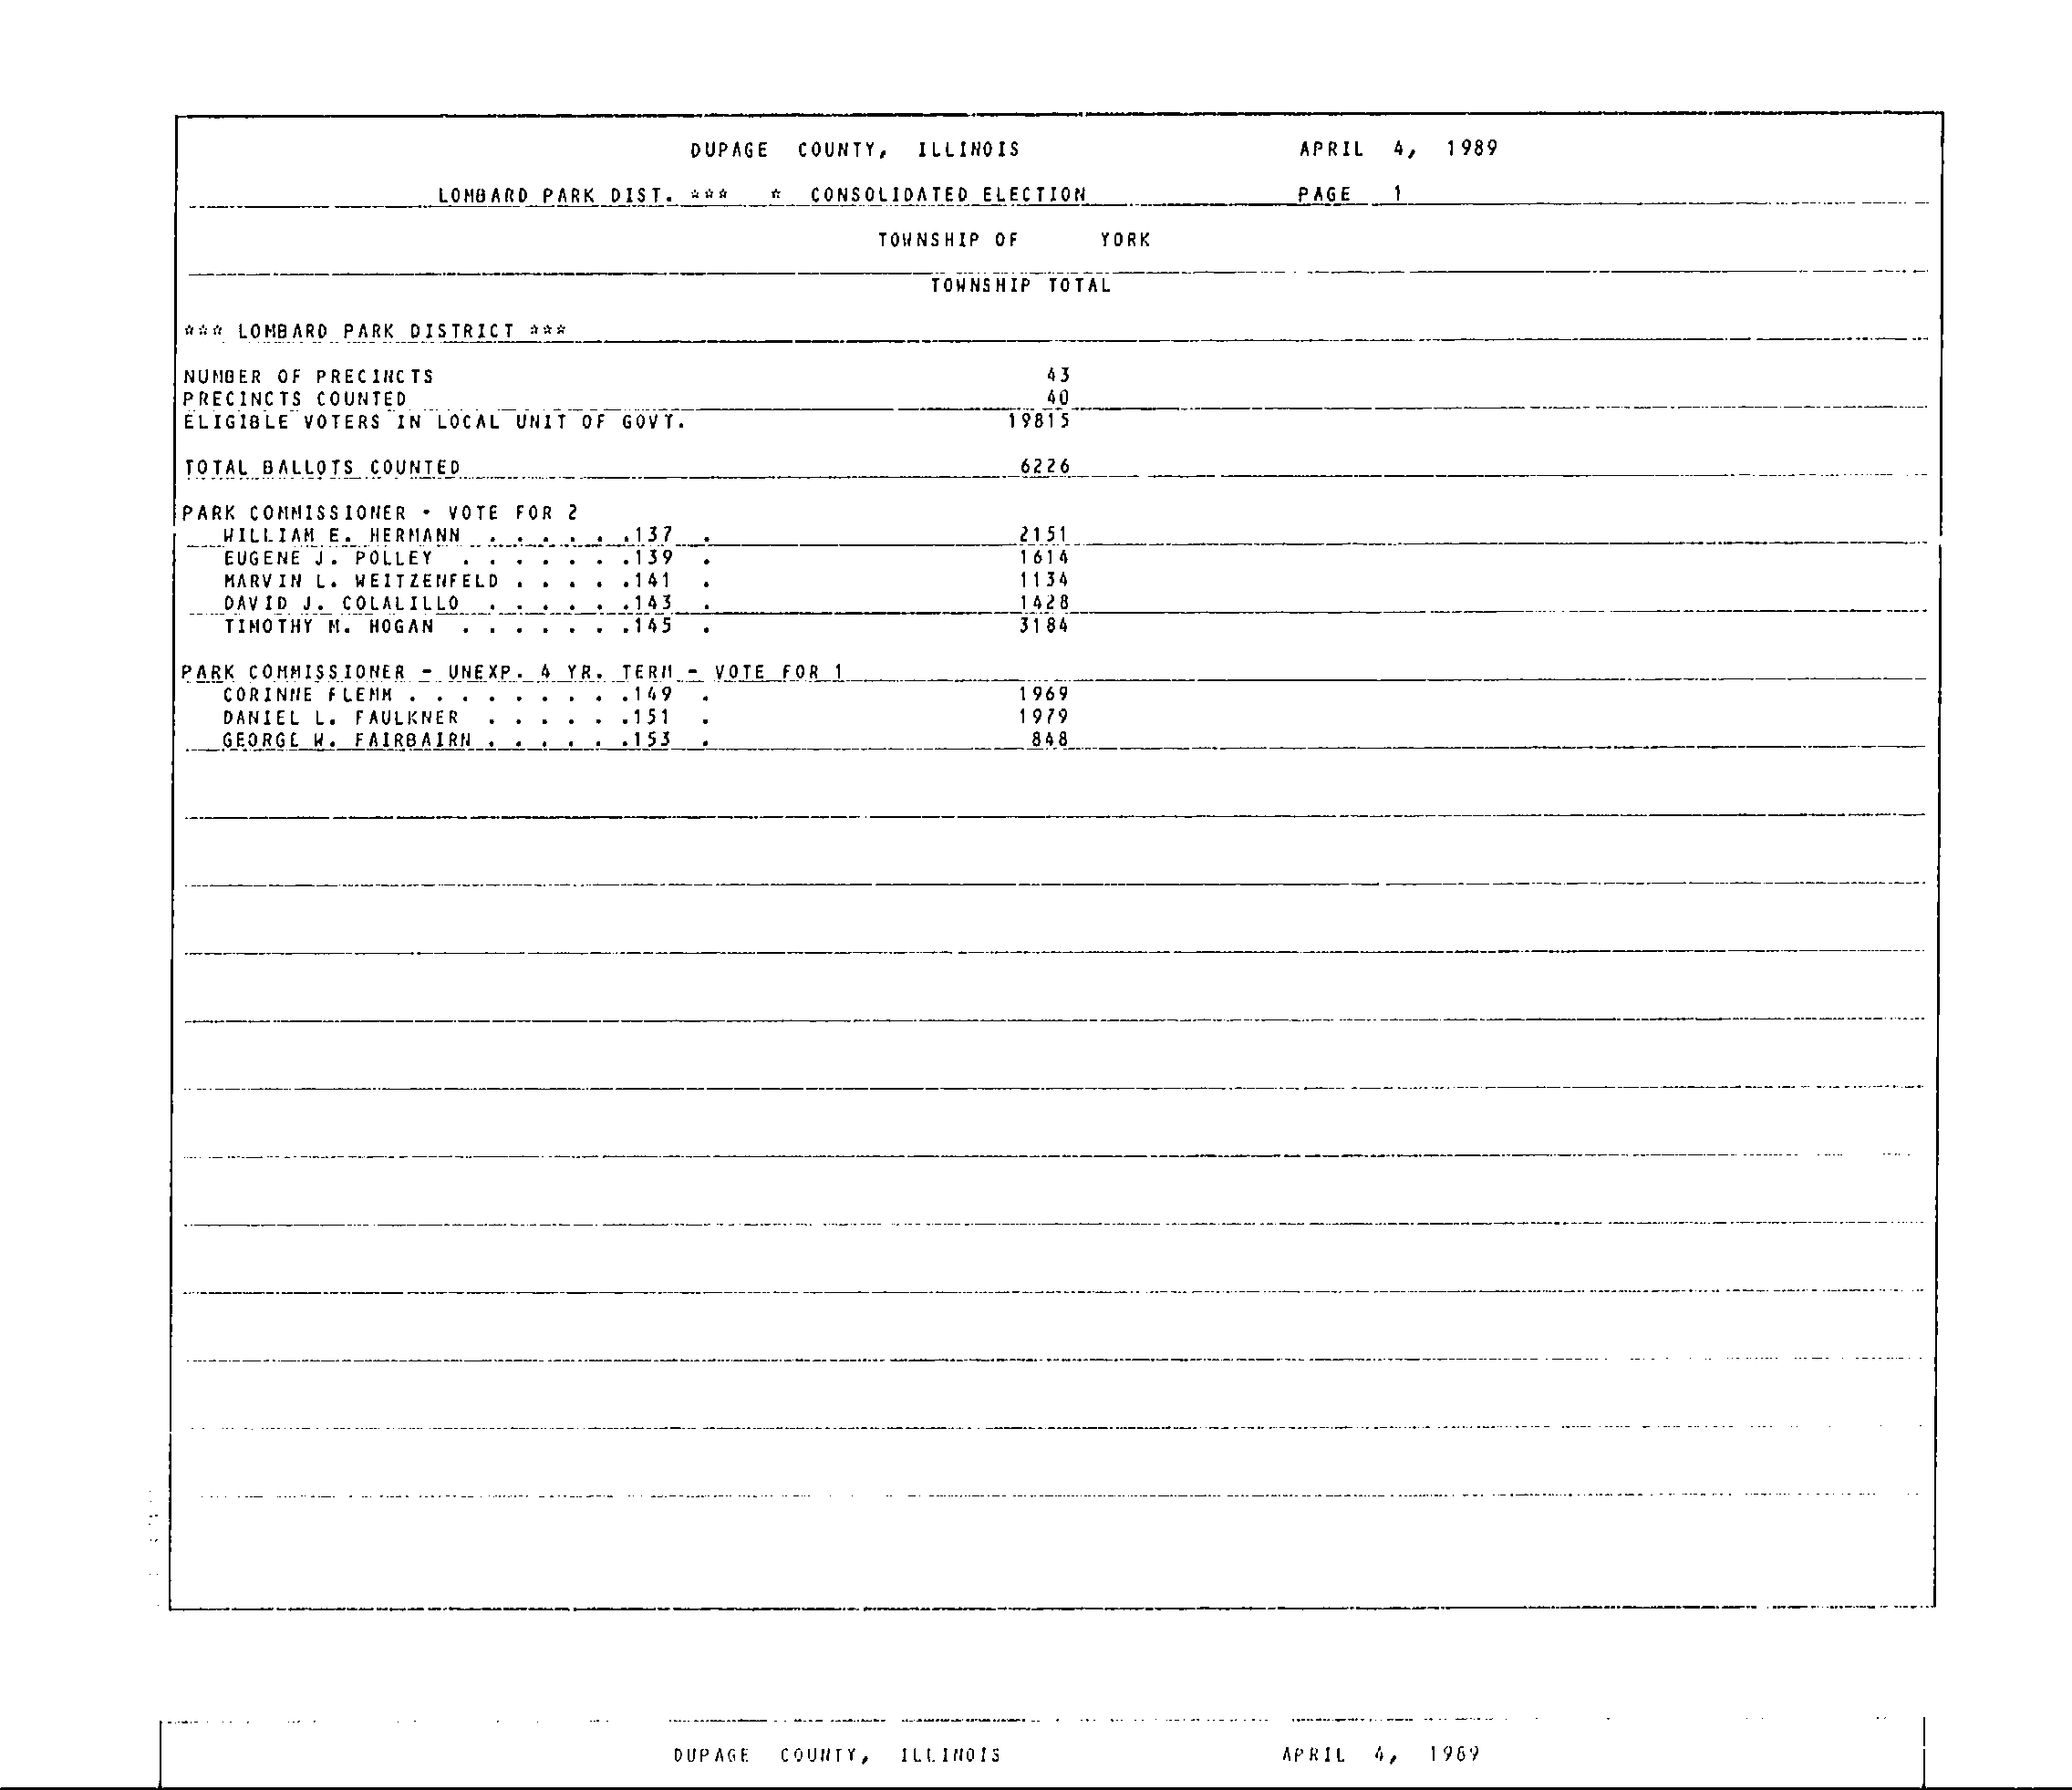 DUPAGE COUNTY, ILLINOIS APRIL 4, 1989
LOMBARD PARK DIST. *** * CONSOLIDATED ELECTION PAGE 1
TOWNSHIP OF YORK
TOWNSHIP TOTAL
*** LOMBARD PARK DISTRICT ***
NUMBER OF PRECINCTS 43
PRECINCTS COUNTED 40
ELIGIBLE VOTERS IN LOCAL UNIT OF GOVT. 19815
TOTAL BALLOTS COUNTED 6226
PARK COMMISSIONER - VOTE FOR 2
WILLIAM E. HERMANN . . . . . .137 . 2151
EUGENE J. POLLEY . . . . . . .139 . 1614
MARVIN L. WEITZENFELD . . . . .141 . 1134
DAVID J. COLALILLO . . . . . .143 . 1428
TIMOTHY M. HOGAN . . . . . . .145 . 3184
PARK COMMISSIONER - UNEXP. 4 YR. TERM - VOTE FOR 1
CORINNE FLEMM . . . . . . . . .149 . 1969
DANIEL L. FAULKNER . . . . . .151 . 1979
GEORGE W. FAIRBAIRN . . . . . .153 . 848
DUPAGE COUNTY, ILLINOIS APRIL 4, 1989